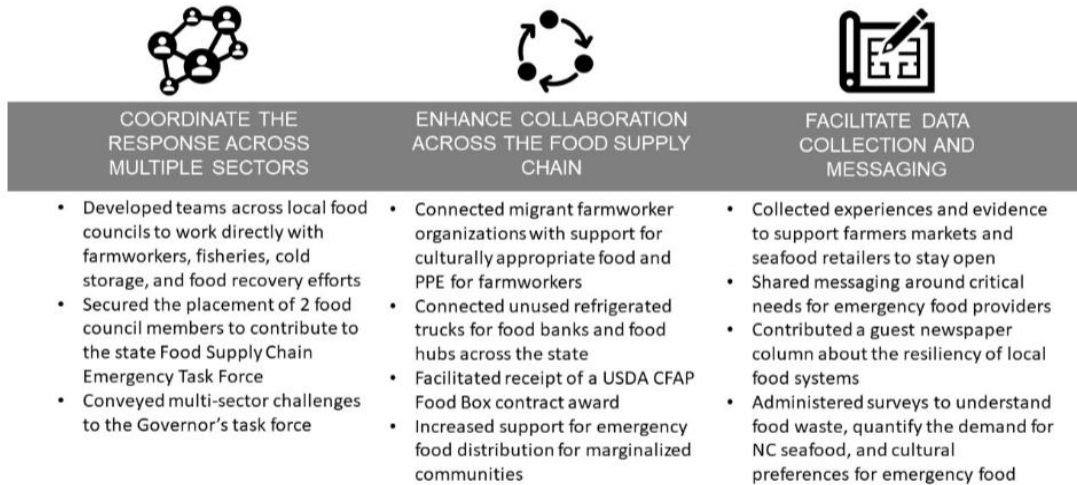 COORDINATE THE
RESPONSE ACROSS
MULTIPLE SECTORS
• Developed teams across local food
councils to work directly with
farmworkers, fisheries, cold
storage, and food recovery efforts
• Secured the placement of 2 food
council members to contribute to
the state Food Supply Chain
Emergency Task Force
• Conveyed multi-sector challenges
to the Governor's task force
ENHANCE COLLABORATION
ACROSS THE FOOD SUPPLY
CHAIN
• Connected migrant farmworker
organizations with support for
culturally appropriate food and
PPE for farmworkers
• Connected unused refrigerated
trucks for food banks and food
hubs across the state
• Facilitated receipt of a USDA CFAP
Food Box contract award
• Increased support for emergency
food distribution for marginalized
communities
FACILITATE DATA
COLLECTION AND
MESSAGING
• Collected experiences and evidence
to support farmers markets and
seafood retailers to stay open
• Shared messaging around critical
needs for emergency food providers
• Contributed a guest newspaper
column about the resiliency of local
food systems
• Administered surveys to understand
food waste, quantify the demand for
NC seafood, and cultural
preferences for emergency food